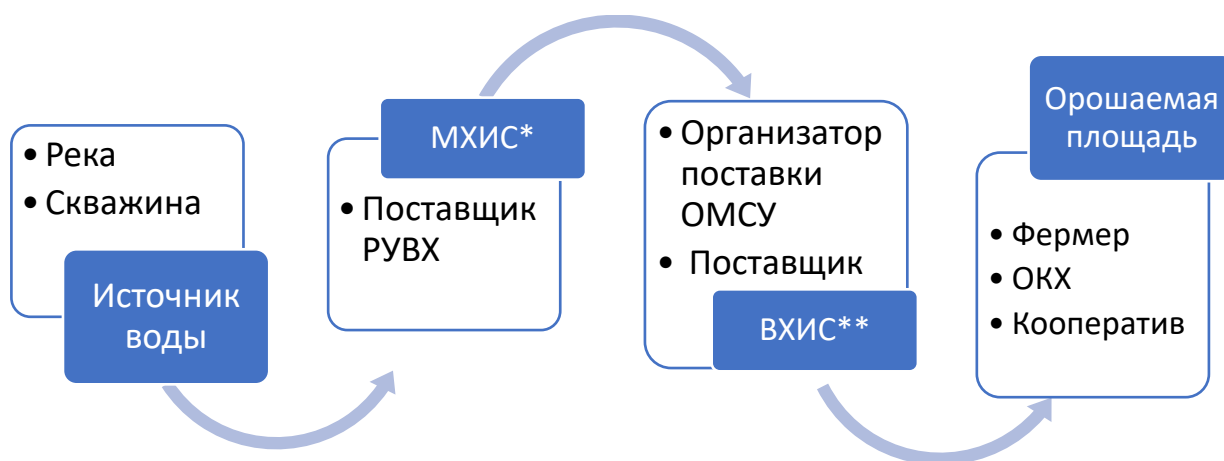 • Река
• Скважина
Источник
воды
МХИС*
• Поставщик
РУВХ
• Организатор
поставки
ОМСУ
• Поставщик
ВХИС**
Орошаемая
площадь
• Фермер
• ОКХ
• Кооператив